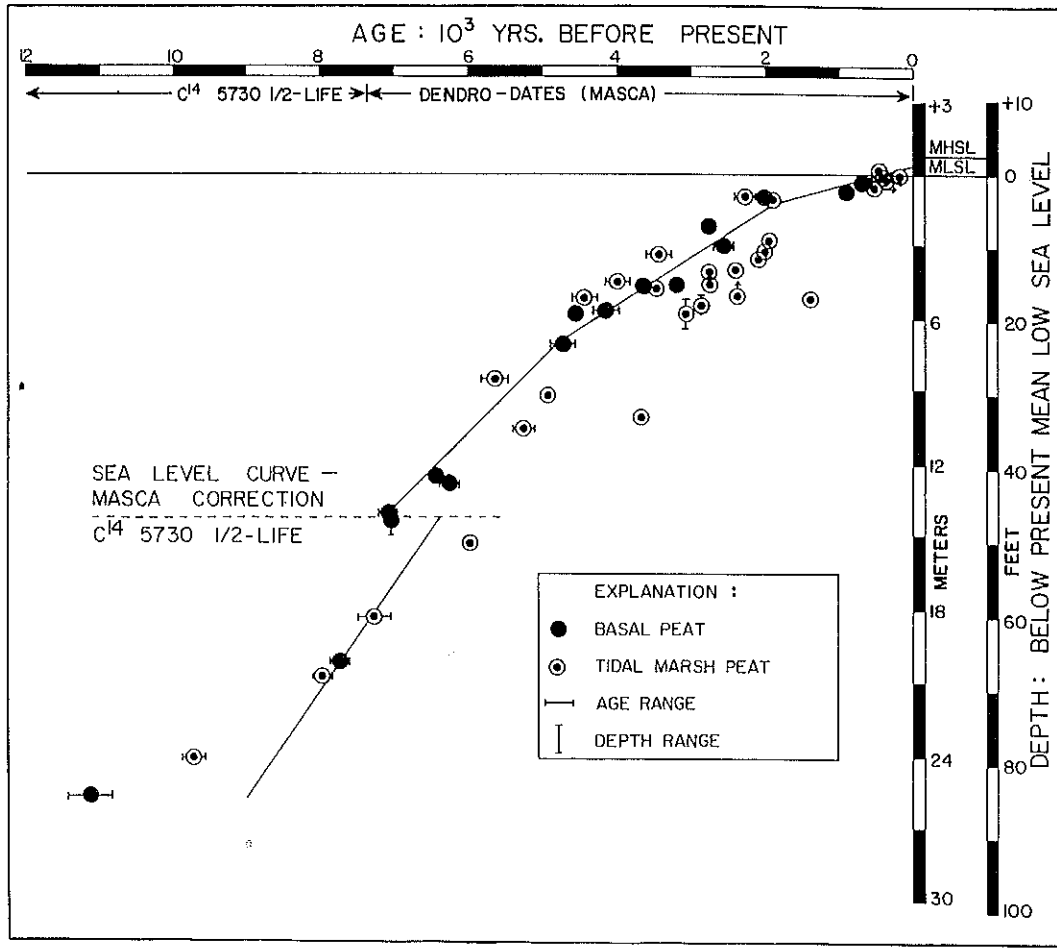 AGE : 10³ YRS. BEFORE PRESENT
12 10 8 6 4 2 0
C¹⁴ 5730 1/2-LIFE DENDRO-DATES (MASCA)
+3 +10
MHSL
MLSL 0
6 20
12 40
18 60
24 80
30 100
METERS
FEET
DEPTH : BELOW PRESENT MEAN LOW SEA LEVEL
SEA LEVEL CURVE —
MASCA CORRECTION
C¹⁴ 5730 1/2-LIFE
EXPLANATION :
BASAL PEAT
TIDAL MARSH PEAT
AGE RANGE
DEPTH RANGE